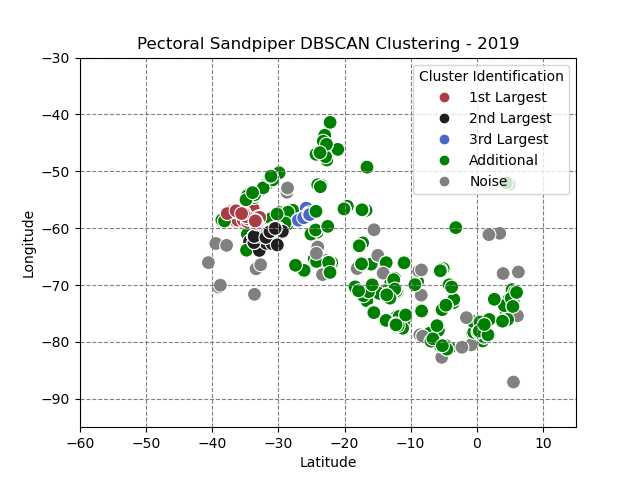 Pectoral Sandpiper DBSCAN Clustering - 2019
Cluster Identification
1st Largest
2nd Largest
3rd Largest
Additional
Noise
Longitude
−30
−40
−50
−60
−70
−80
−90
−60
−50
−40
−30
−20
−10
0
10
Latitude